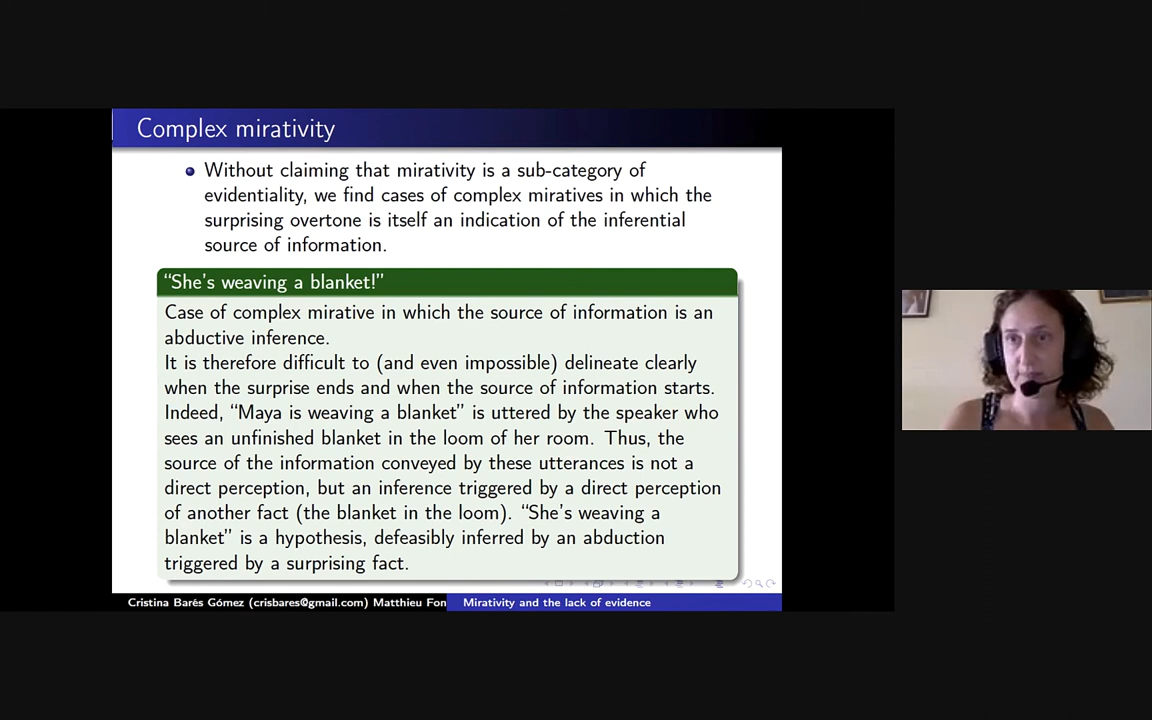 Complex mirativity
Without claiming that mirativity is a sub-category of
evidentiality, we find cases of complex miratives in which the
surprising overtone is itself an indication of the inferential
source of information.
“She's weaving a blanket!”
Case of complex mirative in which the source of information is an
abductive inference.
It is therefore difficult to (and even impossible) delineate clearly
when the surprise ends and when the source of information starts.
Indeed, “Maya is weaving a blanket” is uttered by the speaker who
sees an unfinished blanket in the loom of her room. Thus, the
source of the information conveyed by these utterances is not a
direct perception, but an inference triggered by a direct perception
of another fact (the blanket in the loom). “She's weaving a
blanket” is a hypothesis, defeasibly inferred by an abduction
triggered by a surprising fact.
Cristina Barés Gómez (crisbares@gmail.com) Matthieu Fon
Mirativity and the lack of evidence